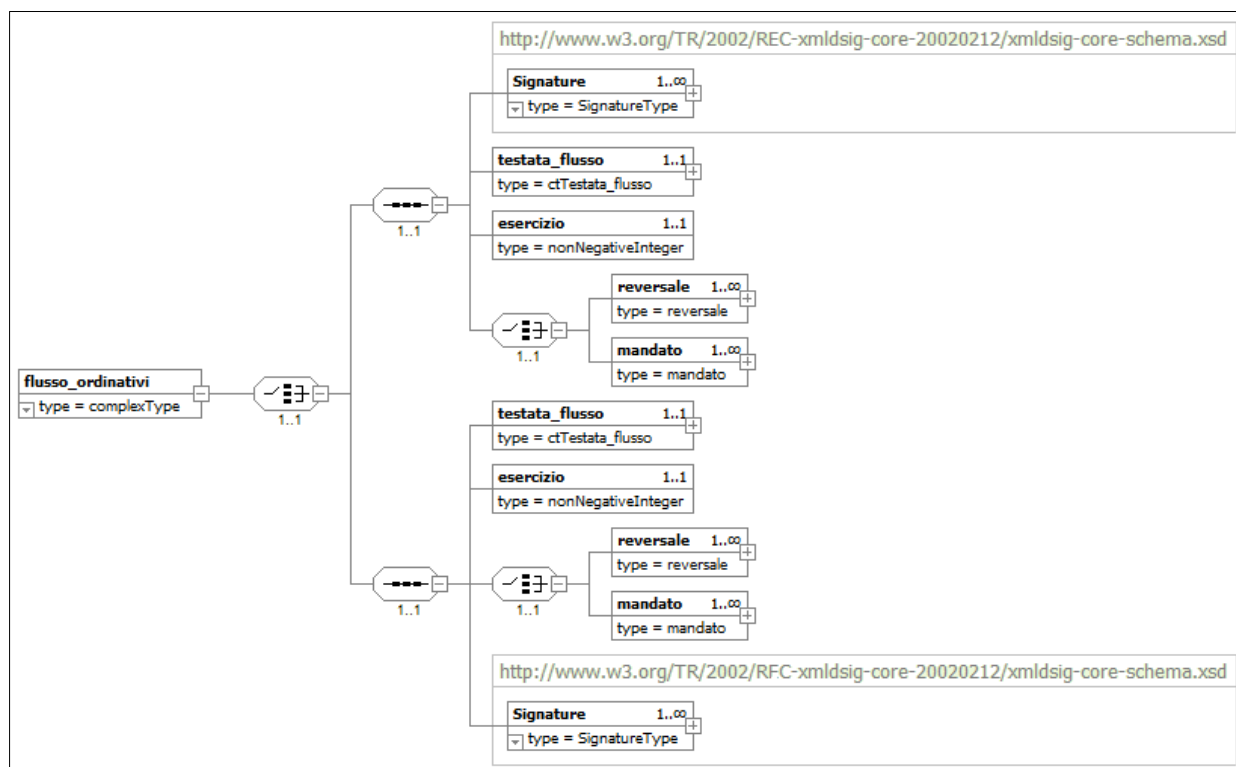 http://www.w3.org/TR/2002/REC-xmldsig-core-20020212/xmldsig-core-schema.xsd
Signature 1..∞
type = SignatureType
testata_flusso 1..1
type = ctTestata_flusso
1..1
esercizio 1..1
type = nonNegativeInteger
reversale 1..∞
type = reversale
1..1
mandato 1..∞
type = mandato
flusso_ordinativi
type = complexType
1..1
testata_flusso 1..1
type = ctTestata_flusso
esercizio 1..1
type = nonNegativeInteger
reversale 1..∞
type = reversale
1..1
1..1
mandato 1..∞
type = mandato
http://www.w3.org/TR/2002/RFC-xmldsig-core-20020212/xmldsig-core-schema.xsd
Signature 1..∞
type = SignatureType